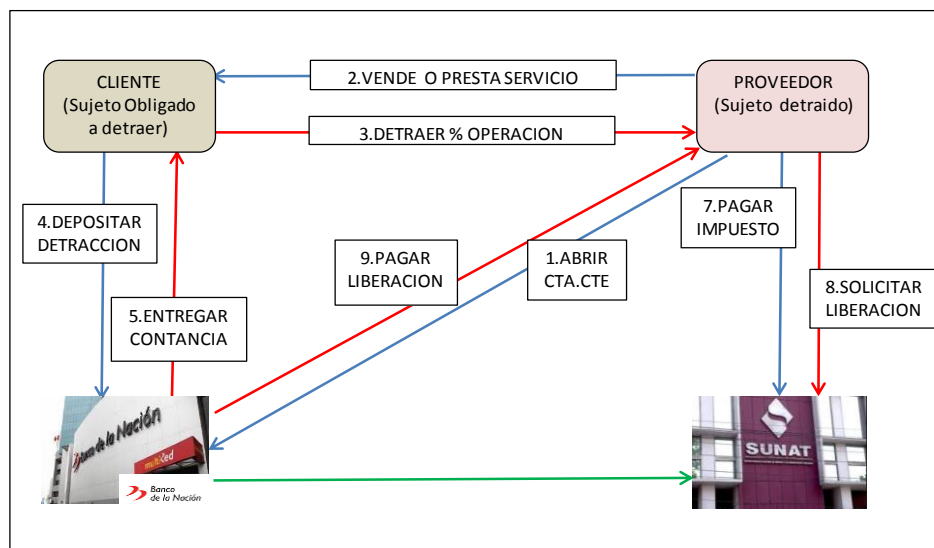 CLIENTE
(Sujeto Obligado
a detraer)
2.VENDE O PRESTA SERVICIO
PROVEEDOR
(Sujeto detraido)
3.DETRAER % OPERACION
4.DEPOSITAR
DETRACCION
5.ENTREGAR
CONTANCIA
9.PAGAR
LIBERACION
1.ABRIR
CTA.CTE
7.PAGAR
IMPUESTO
8.SOLICITAR
LIBERACION
Banco de la Nación
multired
Banco
de la Nación
SUNAT